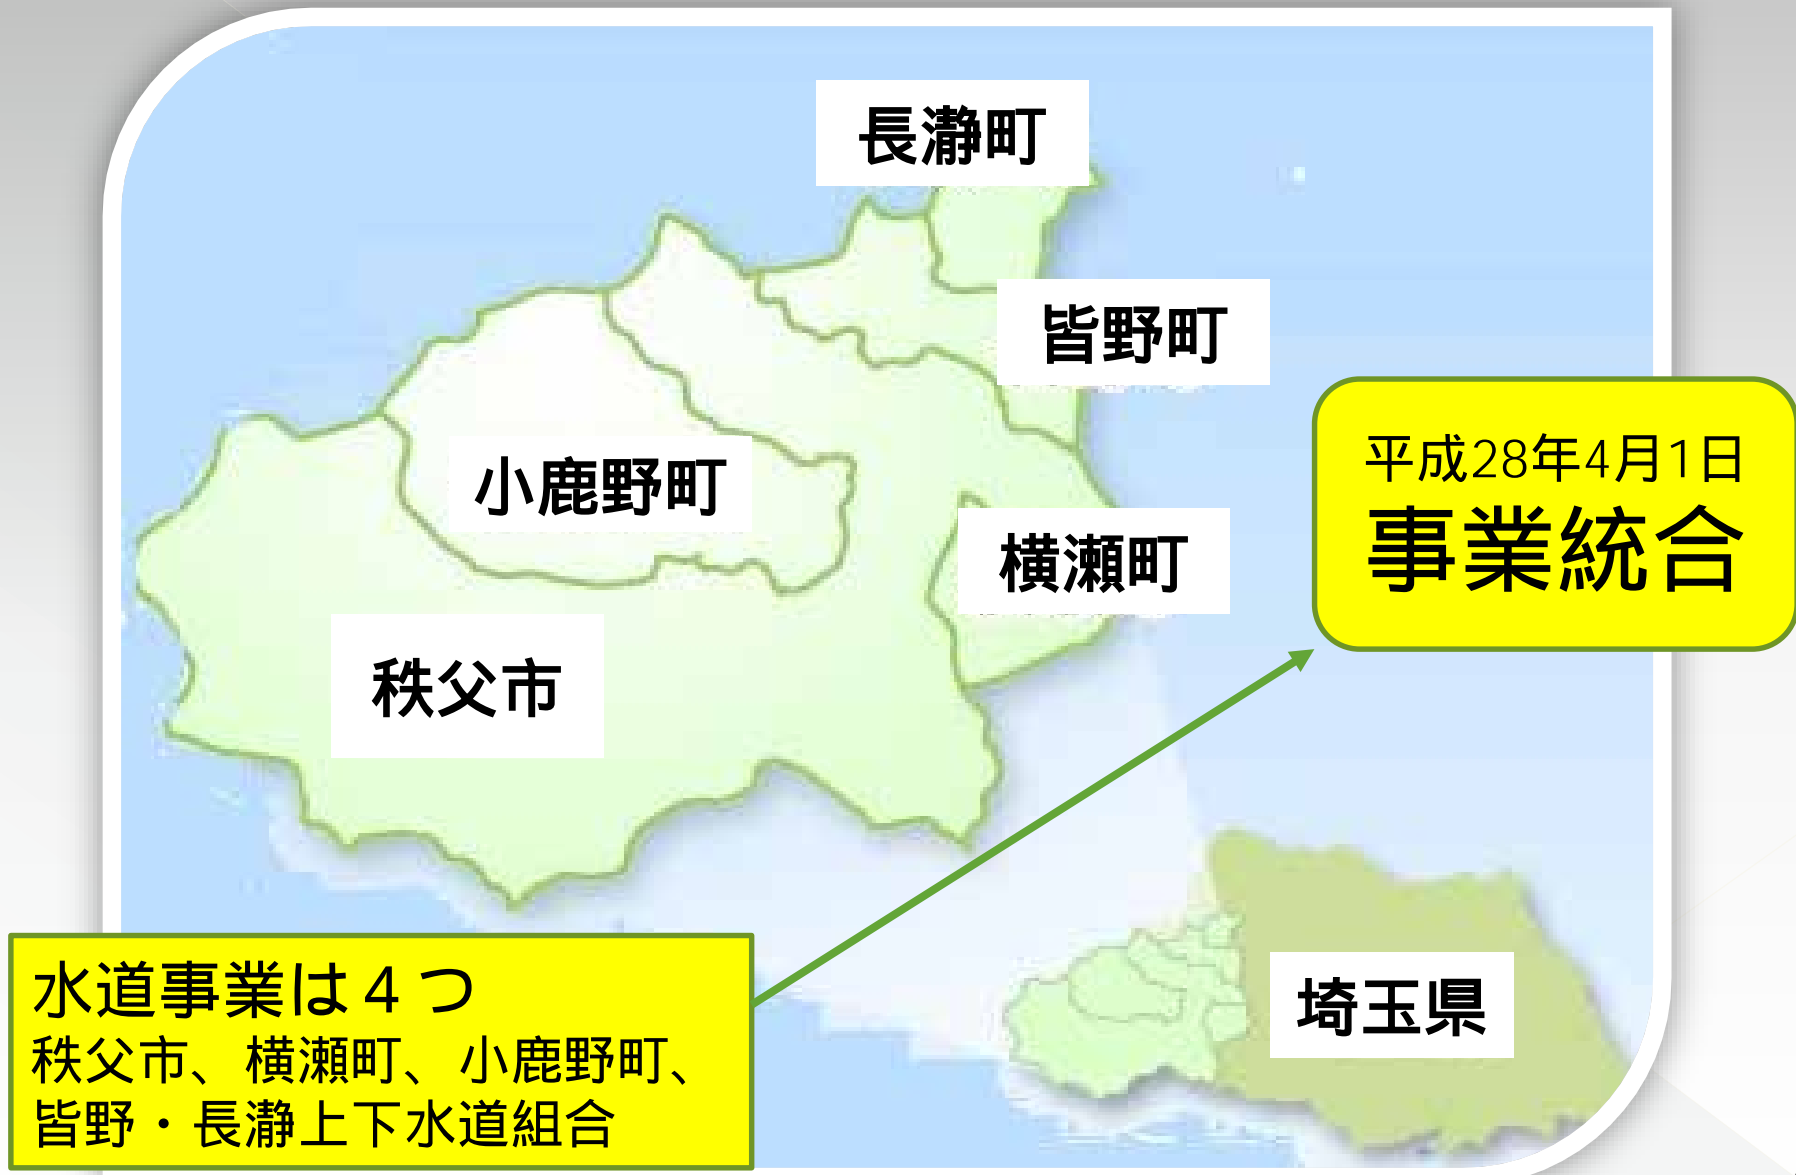 長瀞町
皆野町
小鹿野町
横瀬町
秩父市
平成28年4月1日
事業統合
埼玉県
水道事業は４つ
秩父市、横瀬町、小鹿野町、
皆野・長瀞上下水道組合